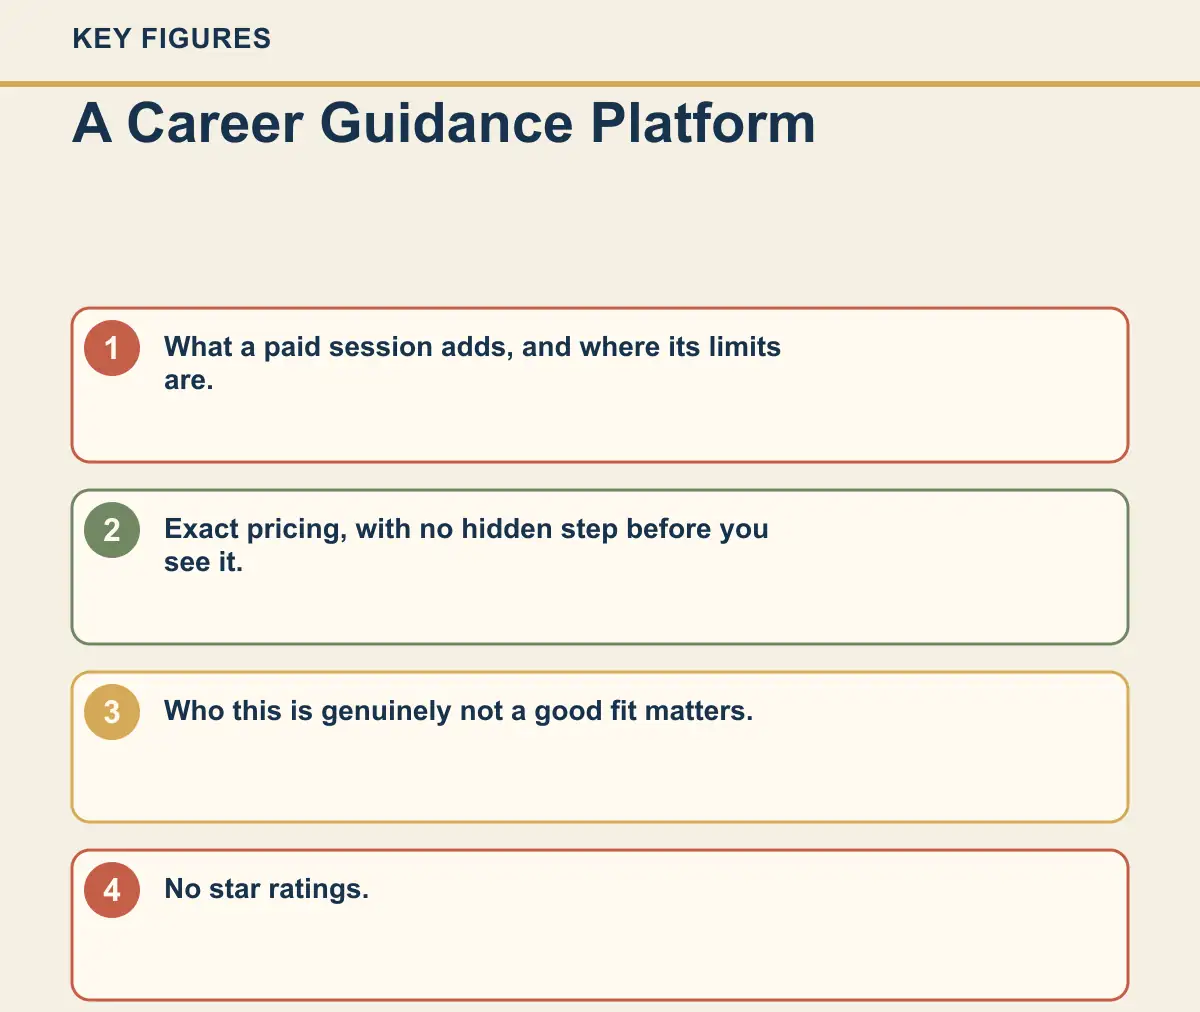 KEY FIGURES
A Career Guidance Platform
1
What a paid session adds, and where its limits
are.
2
Exact pricing, with no hidden step before you
see it.
3
Who this is genuinely not a good fit matters.
4
No star ratings.